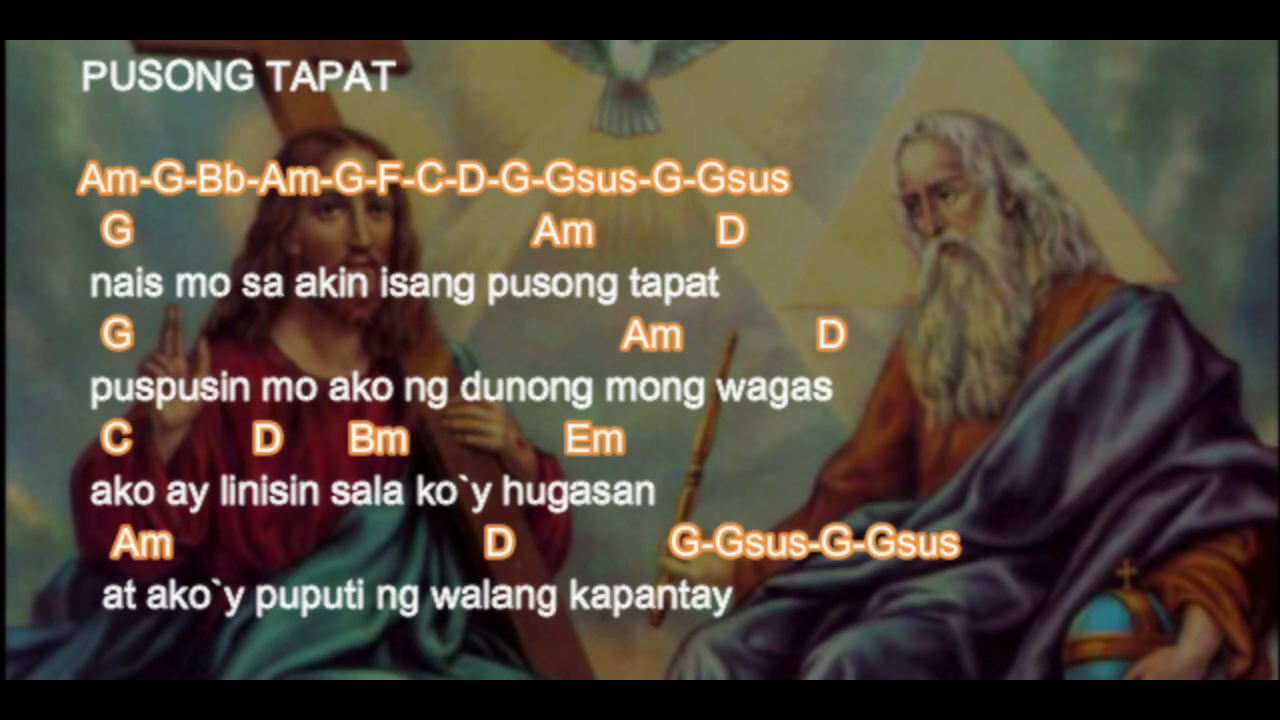 PUSONG TAPAT
Am-G-Bb-Am-G-F-C-D-G-Gsus-G-Gsus
G Am D
nais mo sa akin isang pusong tapat
G Am D
puspusin mo ako ng dunong mong wagas
C D Bm Em
ako ay linisin sala ko`y hugasan
Am D G-Gsus-G-Gsus
at ako`y puputi ng walang kapantay